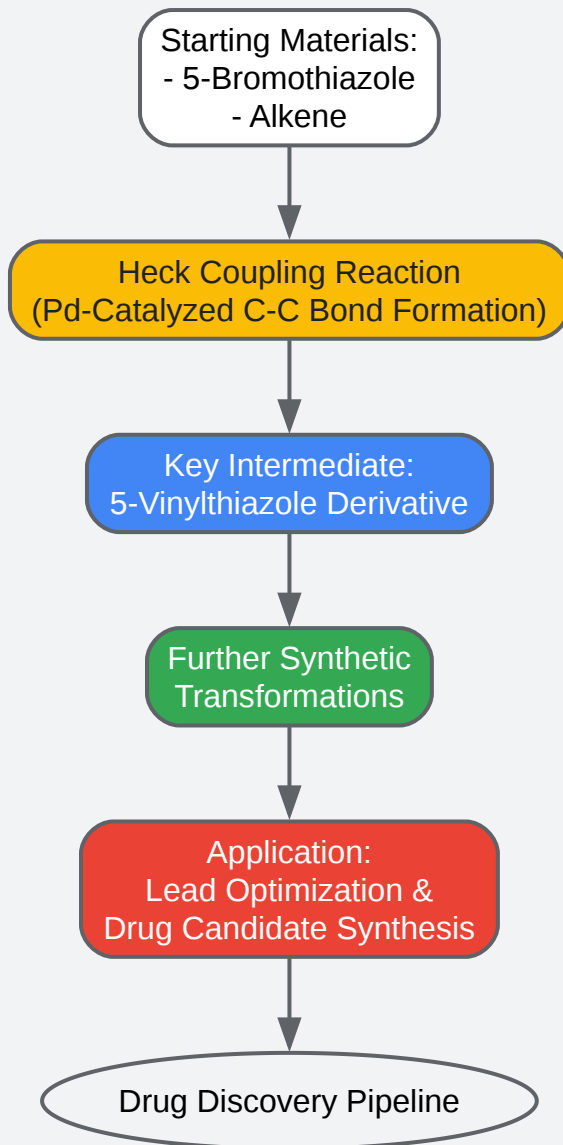 Starting Materials:
- 5-Bromothiazole
- Alkene
Heck Coupling Reaction
(Pd-Catalyzed C-C Bond Formation)
Key Intermediate:
5-Vinylthiazole Derivative
Further Synthetic
Transformations
Application:
Lead Optimization &
Drug Candidate Synthesis
Drug Discovery Pipeline